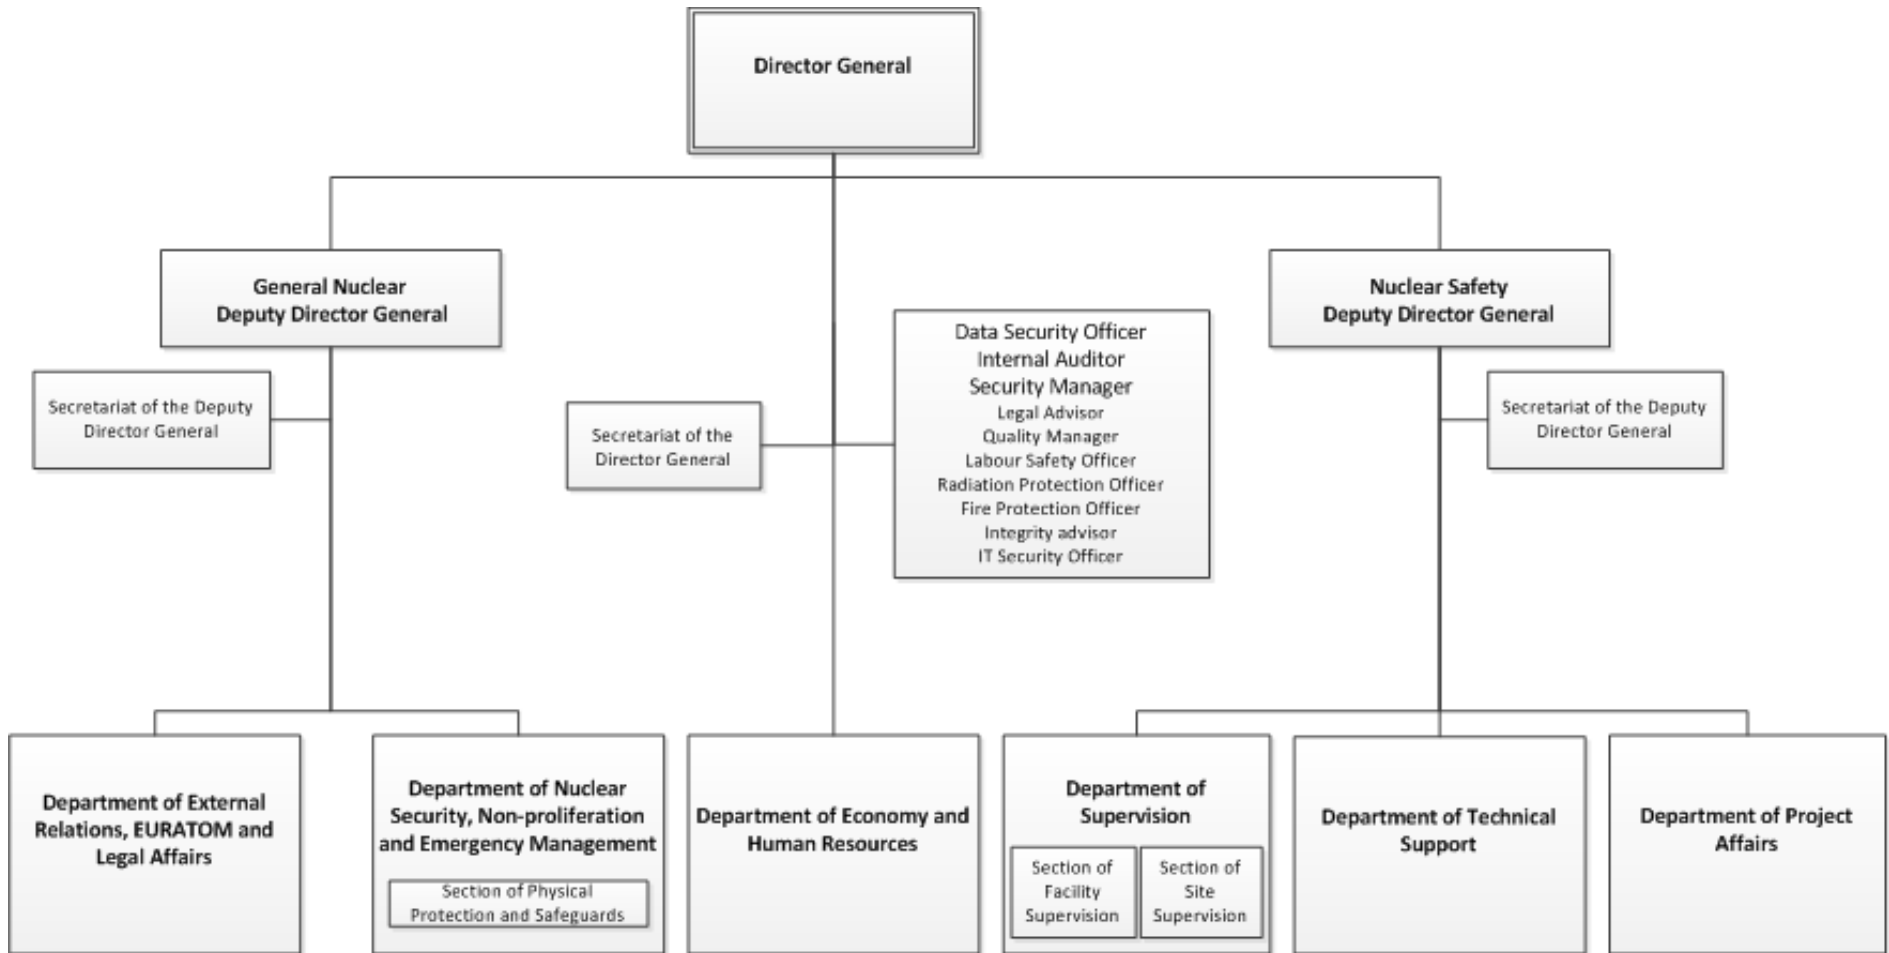 Director General
General Nuclear
Deputy Director General
Nuclear Safety
Deputy Director General
Secretariat of the Deputy
Director General
Secretariat of the
Director General
Data Security Officer
Internal Auditor
Security Manager
Legal Advisor
Quality Manager
Labour Safety Officer
Radiation Protection Officer
Fire Protection Officer
Integrity advisor
IT Security Officer
Secretariat of the Deputy
Director General
Department of External
Relations, EURATOM and
Legal Affairs
Department of Nuclear
Security, Non-proliferation
and Emergency Management
Section of Physical
Protection and Safeguards
Department of Economy and
Human Resources
Department of
Supervision
Section of
Facility
Supervision
Section of
Site
Supervision
Department of Technical
Support
Department of Project
Affairs